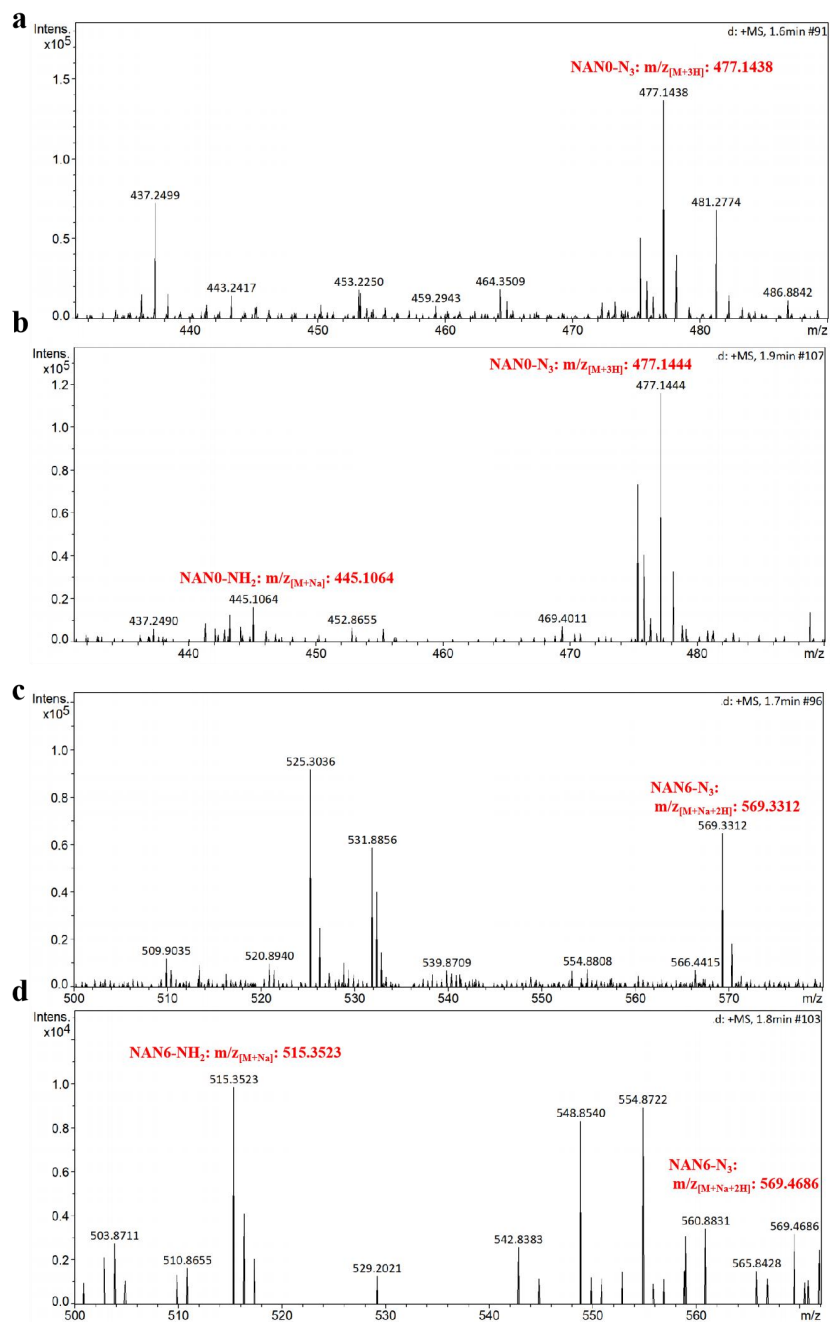 a
Intens.
x10⁵
d: +MS, 1.6min #91
NAN0-N₃: m/z[M+3H]: 477.1438
477.1438
1.5
1.0
437.2499
481.2774
0.5
443.2417
453.2250
459.2943
464.3509
486.8842
0.0
440 450 460 470 480
b
Intens.
x10⁵
.d: +MS, 1.9min #107
NAN0-N₃: m/z[M+3H]: 477.1444
477.1444
1.2
1.0
0.8
0.6
0.4
NAN0-NH₂: m/z[M+Na]: 445.1064
445.1064
0.2
437.2490
452.8655
469.4011
0.0
440 450 460 470 480 m/z
c
Intens.
x10⁵
.d: +MS, 1.7min #96
1.0
525.3036
NAN6-N₃:
m/z[M+Na+2H]: 569.3312
569.3312
0.8
531.8856
0.6
0.4
0.2
509.9035
520.8940
539.8709
554.8808
566.4415
0.0
500 510 520 530 540 550 560 570
d
Intens.
x10⁴
d: +MS, 1.8min #103
NAN6-NH₂: m/z[M+Na]: 515.3523
515.3523
1.0
554.8722
548.8540
0.8
NAN6-N₃:
m/z[M+Na+2H]: 569.4686
0.6
0.4
560.8831
569.4686
503.8711
542.8383
0.2
510.8655
529.2021
565.8428
0.0
500 510 520 530 540 550 560 m/z